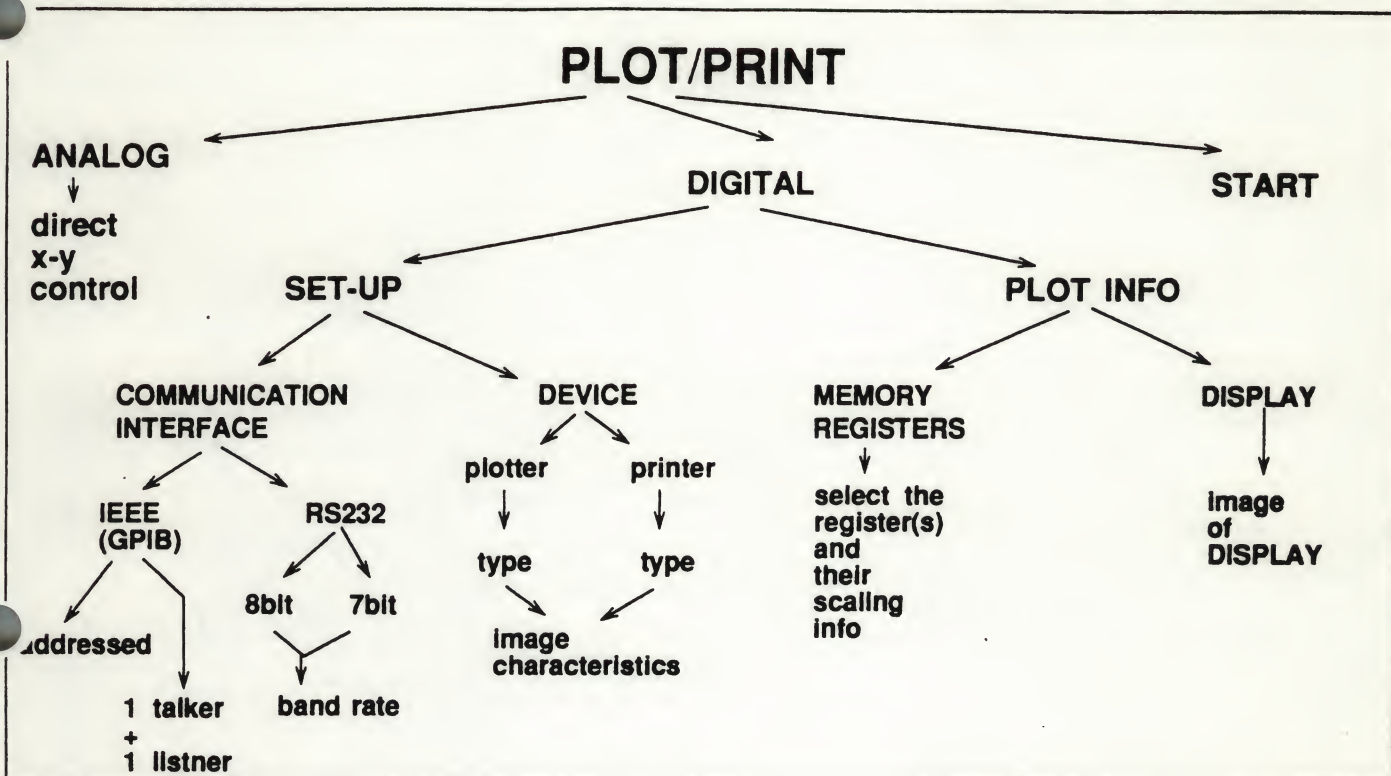 PLOT/PRINT
ANALOG
direct
x-y
control
DIGITAL
START
SET-UP
PLOT INFO
COMMUNICATION
INTERFACE
DEVICE
MEMORY
REGISTERS
DISPLAY
plotter
printer
IEEE
(GPIB)
RS232
type
type
select the
register(s)
and
their
scaling
info
image
of
DISPLAY
8bit
7bit
addressed
image
characteristics
1 talker
+
1 listner
band rate